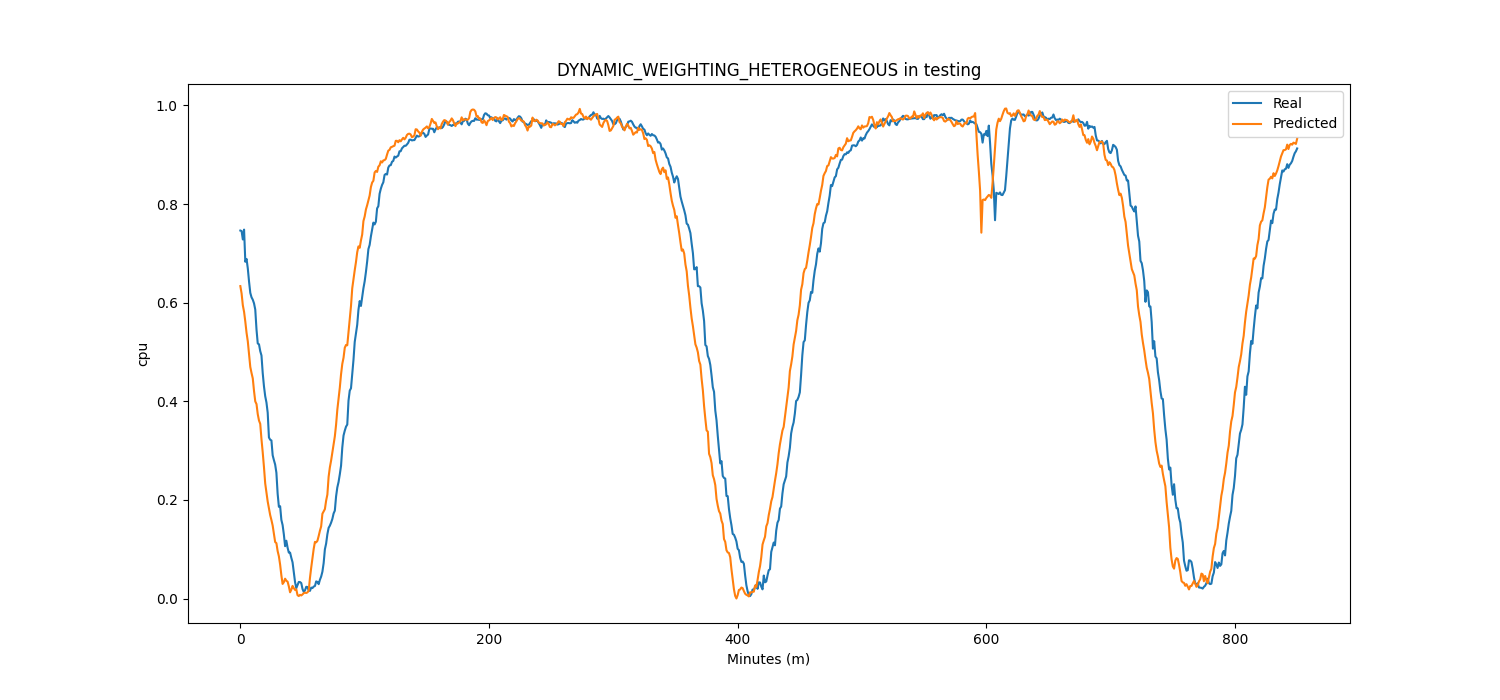 DYNAMIC_WEIGHTING_HETEROGENEOUS in testing
Real
Predicted
1.0
0.8
0.6
0.4
0.2
0.0
cpu
0
200
400
600
800
Minutes (m)